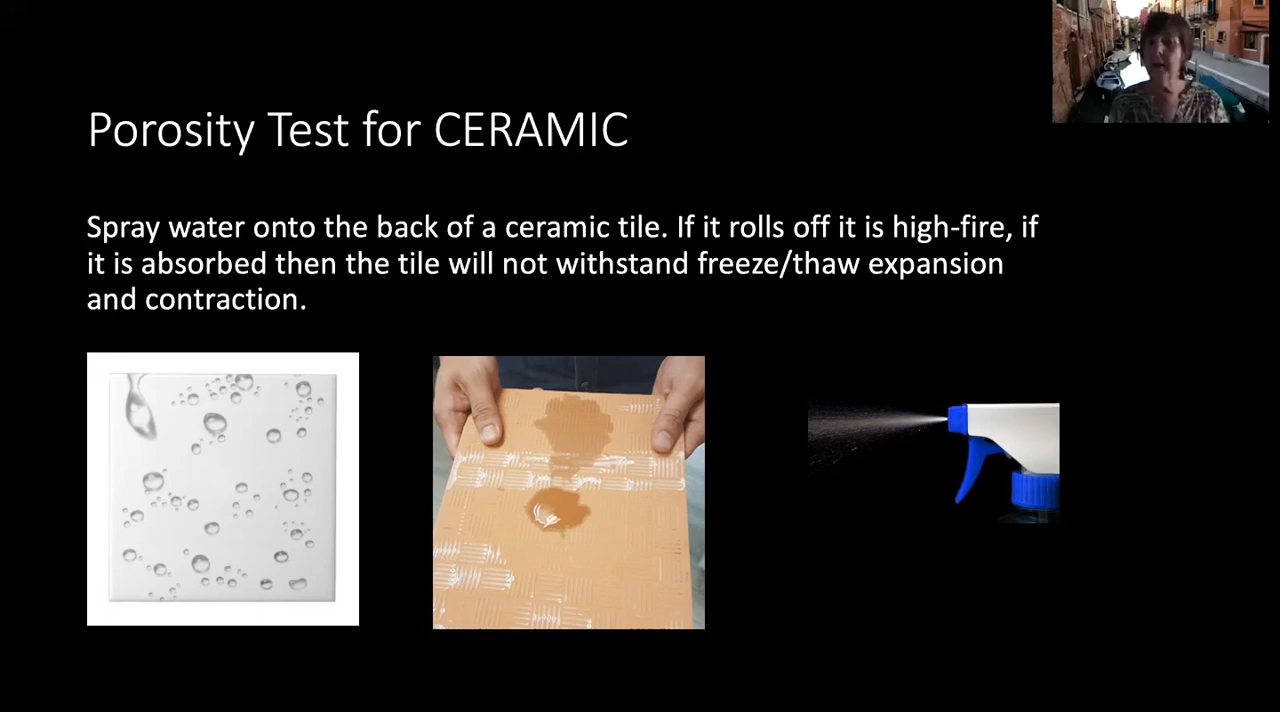 Porosity Test for CERAMIC
Spray water onto the back of a ceramic tile. If it rolls off it is high-fire, if
it is absorbed then the tile will not withstand freeze/thaw expansion
and contraction.